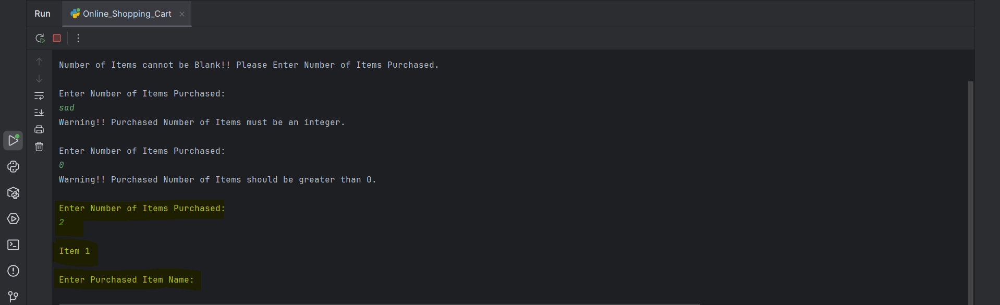 Run Online_Shopping_Cart
Number of Items cannot be Blank!! Please Enter Number of Items Purchased.
Enter Number of Items Purchased:
sad
Warning!! Purchased Number of Items must be an integer.
Enter Number of Items Purchased:
0
Warning!! Purchased Number of Items should be greater than 0.
Enter Number of Items Purchased:
2
Item 1
Enter Purchased Item Name: